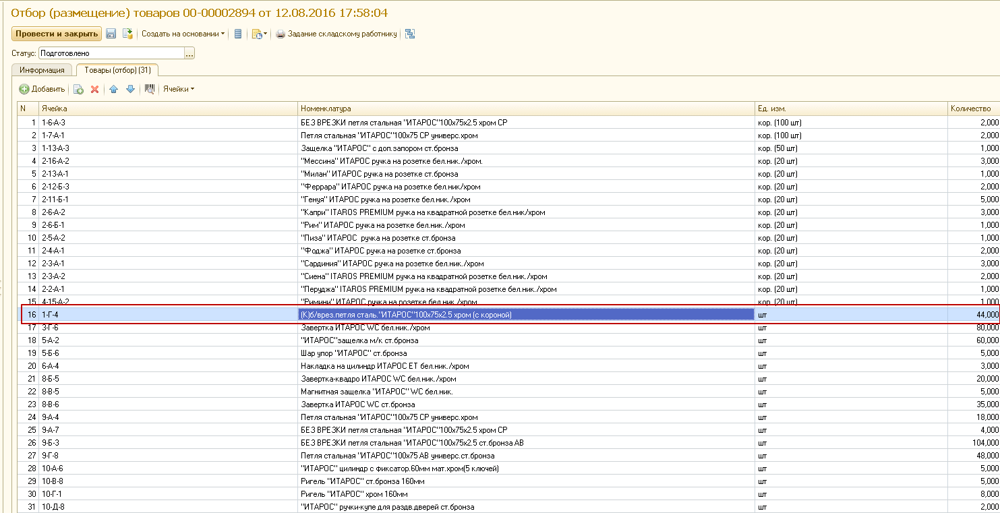 Отбор (размещение) товаров 00-00002894 от 12.08.2016 17:58:04
Провести и закрыть Создать на основании Задание складскому работнику
Статус: Подготовлено ...
Информация Товары (отбор) (31)
Добавить Ячейки
N Ячейка Номенклатура Ед. изм. Количество
1 1-6-А-3 БЕЗ ВРЕЗКИ петля стальная "ИТАРОС"100x75x2.5 хром СР кор. (100 шт) 2,000
2 1-7-А-1 Петля стальная "ИТАРОС"100x75 СР универс.хром кор. (100 шт) 2,000
3 1-13-А-3 Защелка "ИТАРОС" с доп.запором ст.бронза кор. (50 шт) 1,000
4 2-16-А-2 "Мессина" ИТАРОС ручка на розетке бел.ник./хром. кор. (20 шт) 3,000
5 2-13-А-1 "Милан" ИТАРОС ручка на розетке ст.бронза кор. (20 шт) 1,000
6 2-12-Б-3 "Феррара" ИТАРОС ручка на розетке бел.ник/хром кор. (20 шт) 2,000
7 2-11-Б-1 "Генуя" ИТАРОС ручка на розетке бел.ник./хром кор. (20 шт) 5,000
8 2-6-А-2 "Капри" ITAROS PREMIUM ручка на квадратной розетке бел.ник/хром кор. (20 шт) 3,000
9 2-6-Б-1 "Рим" ИТАРОС ручка на розетке бел.ник./хром кор. (20 шт) 1,000
10 2-5-А-2 "Пиза" ИТАРОС ручка на розетке ст.бронза кор. (20 шт) 1,000
11 2-4-А-1 "Фоджа" ИТАРОС ручка на розетке ст.бронза кор. (20 шт) 2,000
12 2-3-А-1 "Сардиния" ИТАРОС ручка на розетке бел.ник./хром кор. (20 шт) 3,000
13 2-3-А-2 "Сиена" ITAROS PREMIUM ручка на квадратной розетке бел.ник./хром кор. (20 шт) 2,000
14 2-2-А-1 "Перуджа" ITAROS PREMIUM ручка на квадратной розетке бел.ник./хром кор. (20 шт) 1,000
15 4-15-А-2 "Римини" ИТАРОС ручка на розетке бел.ник./хром кор. (20 шт) 1,000
16 1-Г-4 (К)б/врез.петля сталь."ИТАРОС"100x75x2.5 хром (с короной) шт 44,000
17 3-Г-6 Завертка ИТАРОС WC бел.ник./хром шт 80,000
18 5-А-2 "ИТАРОС"защелка м/к ст.бронза шт 60,000
19 5-Б-6 Шар упор "ИТАРОС" ст.бронза шт 5,000
20 6-А-4 Накладка на цилиндр ИТАРОС ET бел.ник./хром шт 3,000
21 8-Б-5 Завертка-квадро ИТАРОС WC бел.ник./хром шт 20,000
22 8-В-5 Магнитная защелка "ИТАРОС" WC бел.ник. шт 5,000
23 8-В-6 Завертка ИТАРОС WC ст.бронза шт 35,000
24 9-А-4 Петля стальная "ИТАРОС"100x75 СР универс.хром шт 18,000
25 9-А-7 БЕЗ ВРЕЗКИ петля стальная "ИТАРОС"100x75x2.5 хром СР шт 4,000
26 9-Б-3 БЕЗ ВРЕЗКИ петля стальная "ИТАРОС"100x75x2.5 ст.бронза АВ шт 104,000
27 9-Г-8 Петля стальная "ИТАРОС"100x75 АВ универс.ст.бронза шт 48,000
28 10-А-6 "ИТАРОС" цилиндр с фиксатор.60мм мат.хром(5 ключей) шт 5,000
29 10-В-8 Ригель "ИТАРОС" ст.бронза 160мм шт 5,000
30 10-Г-1 Ригель "ИТАРОС" хром 160мм шт 8,000
31 10-Д-8 "ИТАРОС" ручки-купе для раздв.дверей ст.бронза шт 2,000